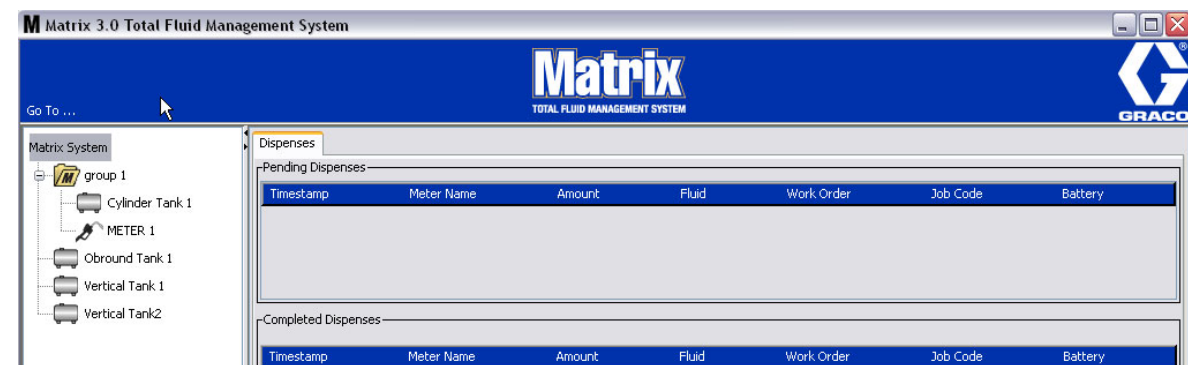 M Matrix 3.0 Total Fluid Management System
Matrix
TOTAL FLUID MANAGEMENT SYSTEM
Go To ...
GRACO
®
Matrix System
M group 1
Cylinder Tank 1
METER 1
Obround Tank 1
Vertical Tank 1
Vertical Tank2
Dispenses
Pending Dispenses
Timestamp Meter Name Amount Fluid Work Order Job Code Battery
Completed Dispenses
Timestamp Meter Name Amount Fluid Work Order Job Code Battery